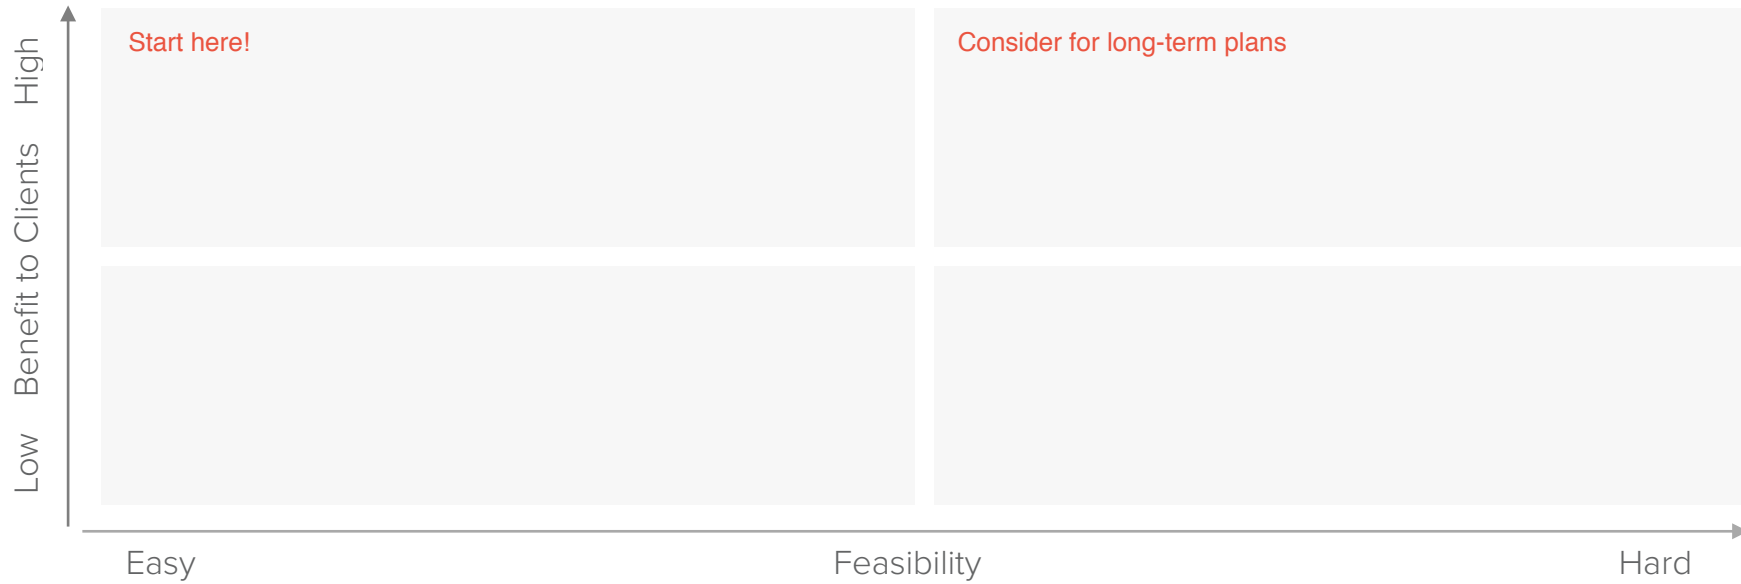 Start here!
Consider for long-term plans
High
Benefit to Clients
Low
Easy
Feasibility
Hard